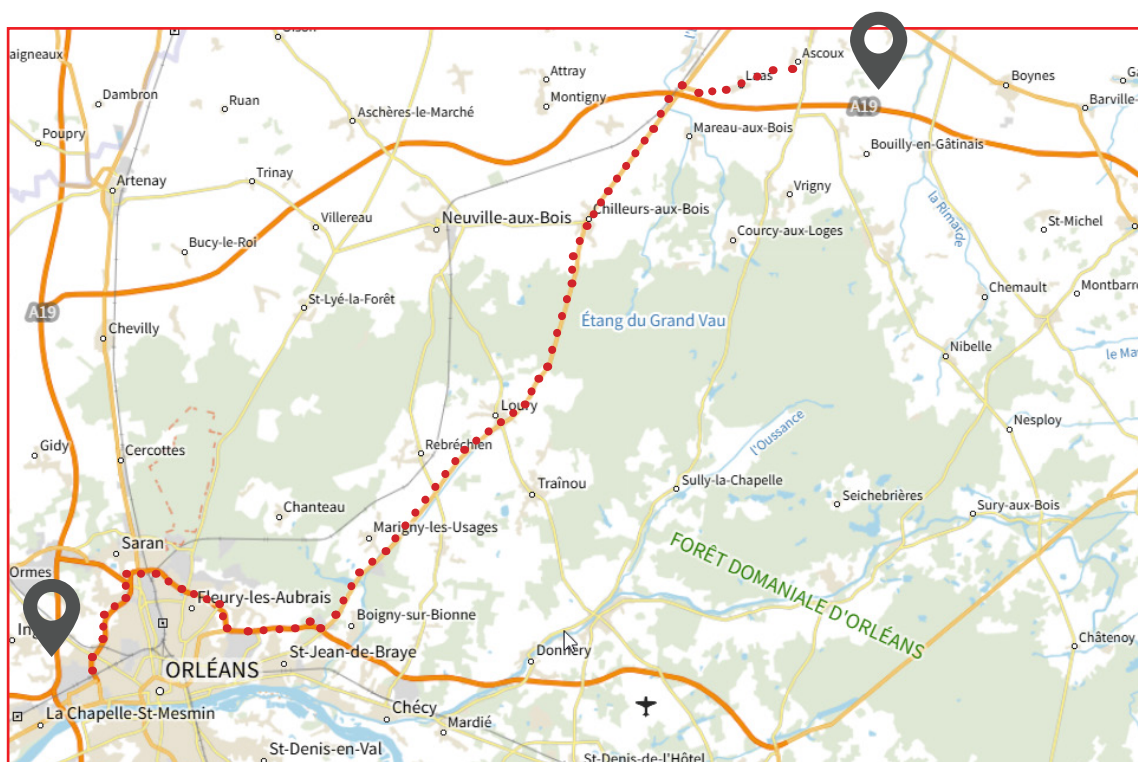 aigneaux
Ascoux
Attray
Laas
Boynes
Dambron
Ruan
Montigny
A19
Barville-
Aschères-le-Marché
Poupry
Mareau-aux-Bois
Bouilly-en-Gâtinais
Artenay
Trinay
Vrigny
la Rimarde
Villereau
Neuville-aux-Bois
Chilleurs-aux-Bois
St-Michel
Bucy-le-Roi
Courcy-aux-Loges
St-Lyé-la-Forêt
Chemault
Montbarr
A19
Étang du Grand Vau
Chevilly
Nibelle
le Ma
Loury
Nesploy
Gidy
Cercottes
Rebréchien
l'Oussance
Traînou
Sully-la-Chapelle
Seichebrières
Sury-aux-Bois
Chanteau
Marigny-les-Usages
Saran
FORÊT DOMANIALE D'ORLÉANS
Ormes
Fleury-les-Aubrais
Boigny-sur-Bionne
Châtenoy
Ing
St-Jean-de-Braye
Donnery
ORLÉANS
La Chapelle-St-Mesmin
Chécy
Mardié
St-Denis-en-Val
St-Denis-de-l'Hôtel